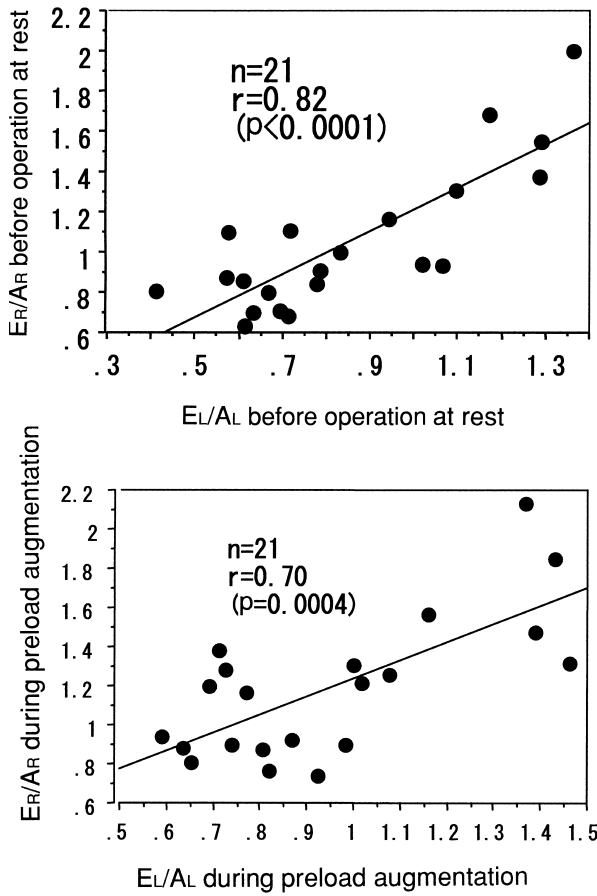 2.2
2
1.8
1.6
1.4
1.2
1
.8
.6
ER/AR before operation at rest
n=21
r=0.82
(p<0.0001)
.3 .5 .7 .9 1.1 1.3
EL/AL before operation at rest
2.2
2
1.8
1.6
1.4
1.2
1
.8
.6
ER/AR during preload augmentation
n=21
r=0.70
(p=0.0004)
.5 .6 .7 .8 .9 1 1.1 1.2 1.3 1.4 1.5
EL/AL during preload augmentation